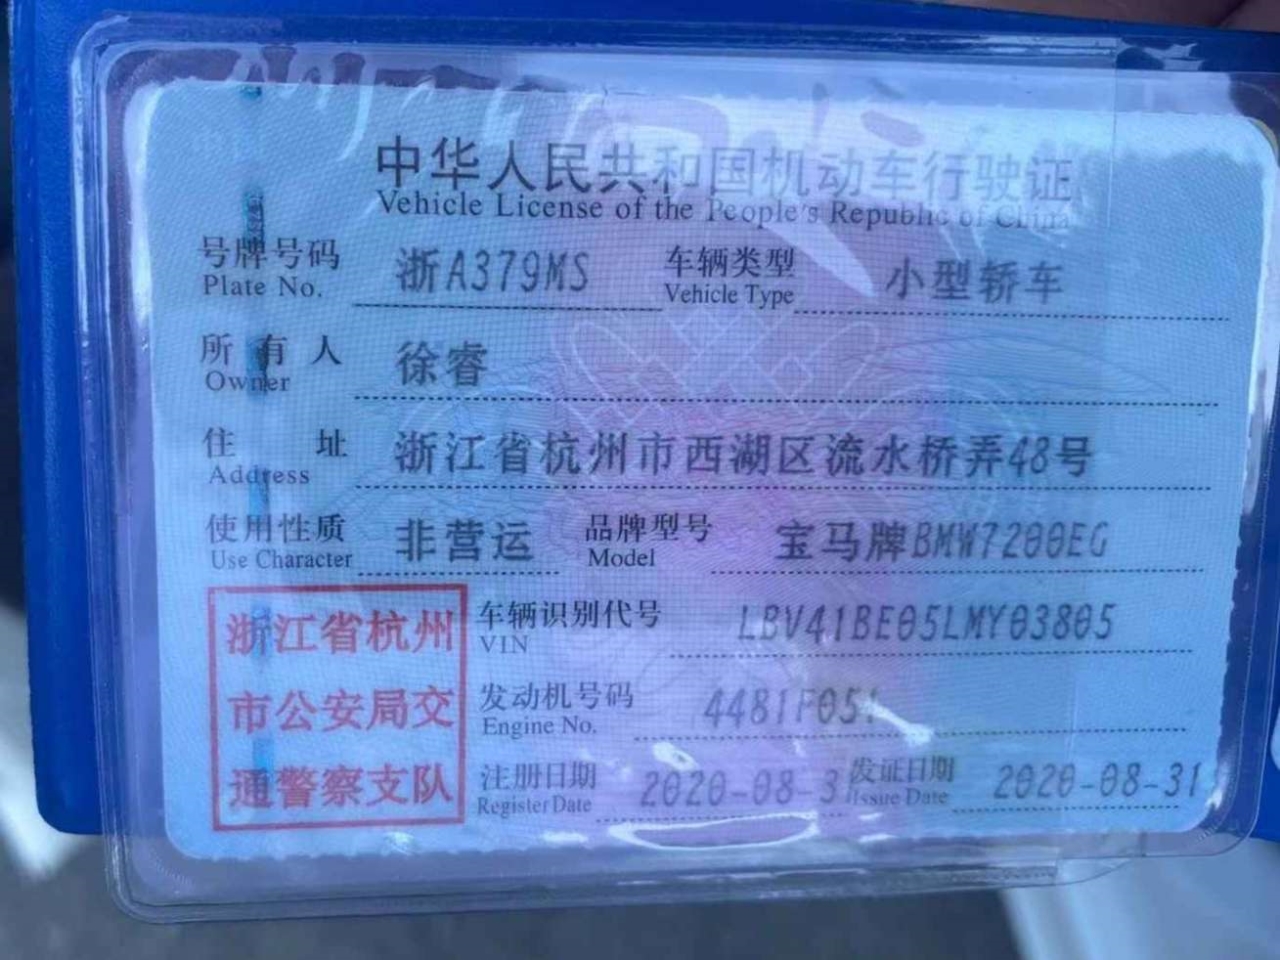 中华人民共和国机动车行驶证
Vehicle License of the People's Republic of China
号牌号码 浙A379MS 车辆类型 小型轿车
Plate No. Vehicle Type
所有人 徐睿
Owner
住址 浙江省杭州市西湖区流水桥弄48号
Address
使用性质 非营运 品牌型号 宝马牌BMW7200EG
Use Character Model
浙江省杭州
市公安局交
通警察支队
车辆识别代号 LBV41BE05LMY03805
VIN
发动机号码
Engine No.
注册日期 发证日期 2020-08-31
Register Date Issue Date